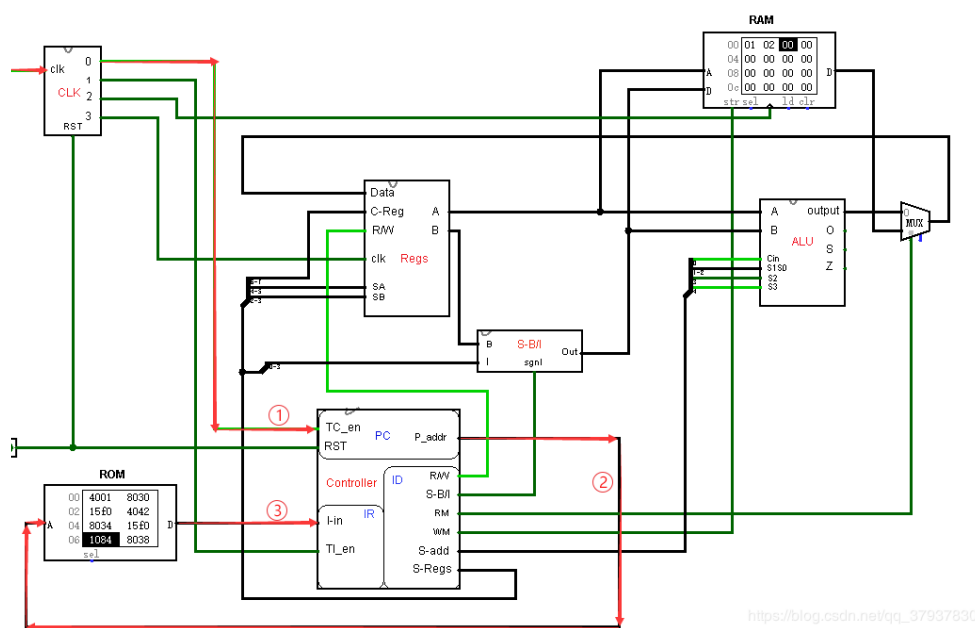 RAM
00 01 02 00 00
04 00 00 00 00
08 00 00 00 00
0c 00 00 00 00
A
D
D
str sel ld clr
clk
CLK
0
1
2
3
RST
Data
C-Reg
R/W
clk
Regs
SA
SB
A
B
A
B
ALU
output
O
S
Z
Cin
S1S0
S2
S3
0
MUX
S-B/I
B
I
Out
sgnl
①
TC_en
RST
PC
P_addr
②
Controller
ID
R/W
S-B/I
RM
WM
S-add
S-Regs
IR
I-in
TI_en
③
ROM
00 4001 8030
02 15f0 4042
04 8034 15f0
06 1084 8038
A
D
sel
https://blog.csdn.net/qq_37937830